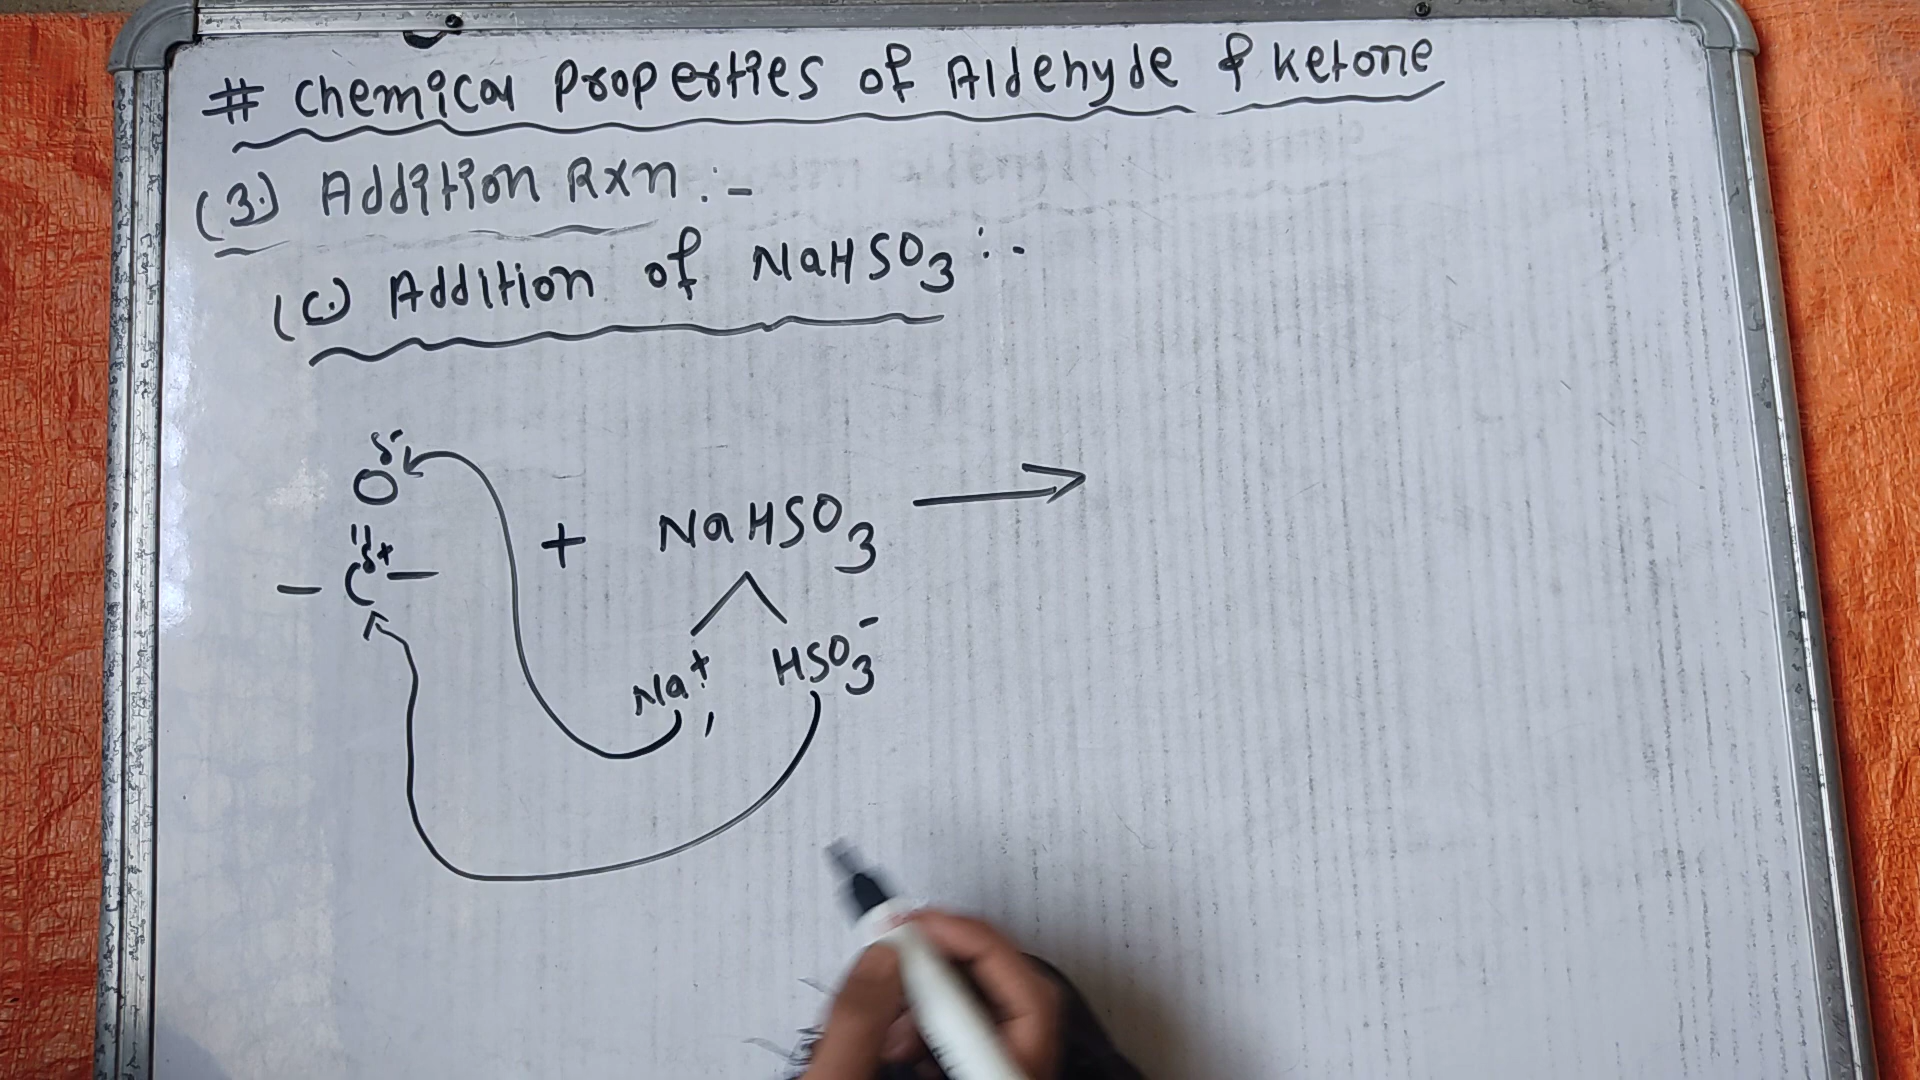 # Chemical Properties of Aldehyde & Ketone
(3.) Addition Rxn :-
(C.) Addition of NaHSO3 :-
δ-
O
||
δ+
- C -
+ NaHSO3 →
Na+ , HSO3-